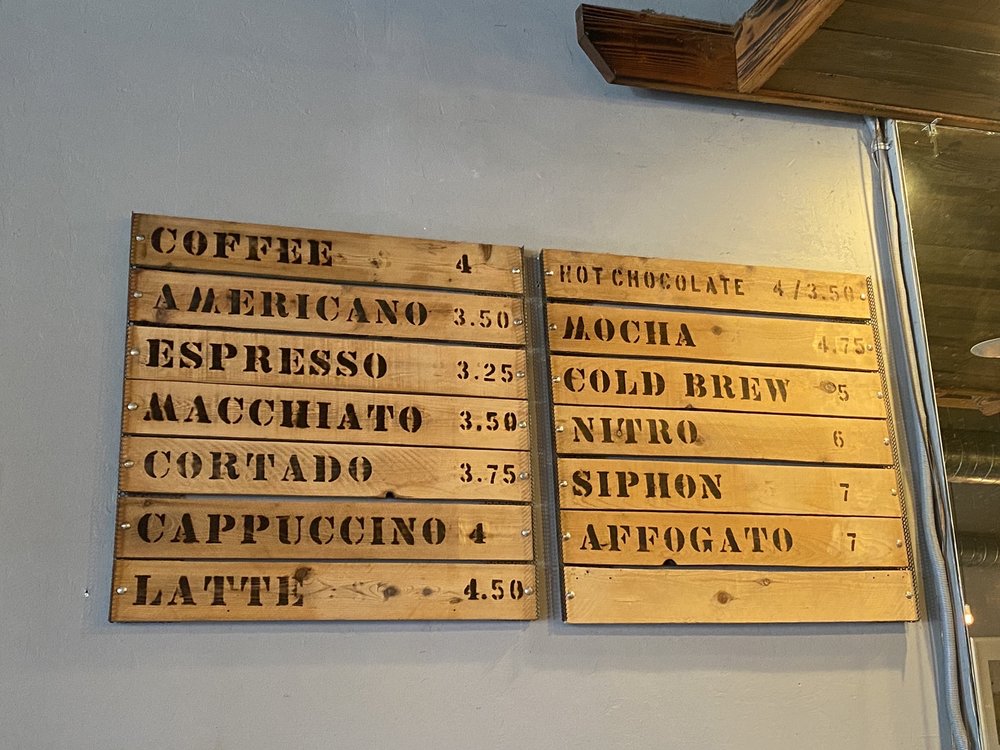 COFFEE 4
AMERICANO 3.50
ESPRESSO 3.25
MACCHIATO 3.50
CORTADO 3.75
CAPPUCCINO 4
LATTE 4.50
HOT CHOCOLATE 4/3.50
MOCHA 4.75
COLD BREW 5
NITRO 6
SIPHON 7
AFFOGATO 7